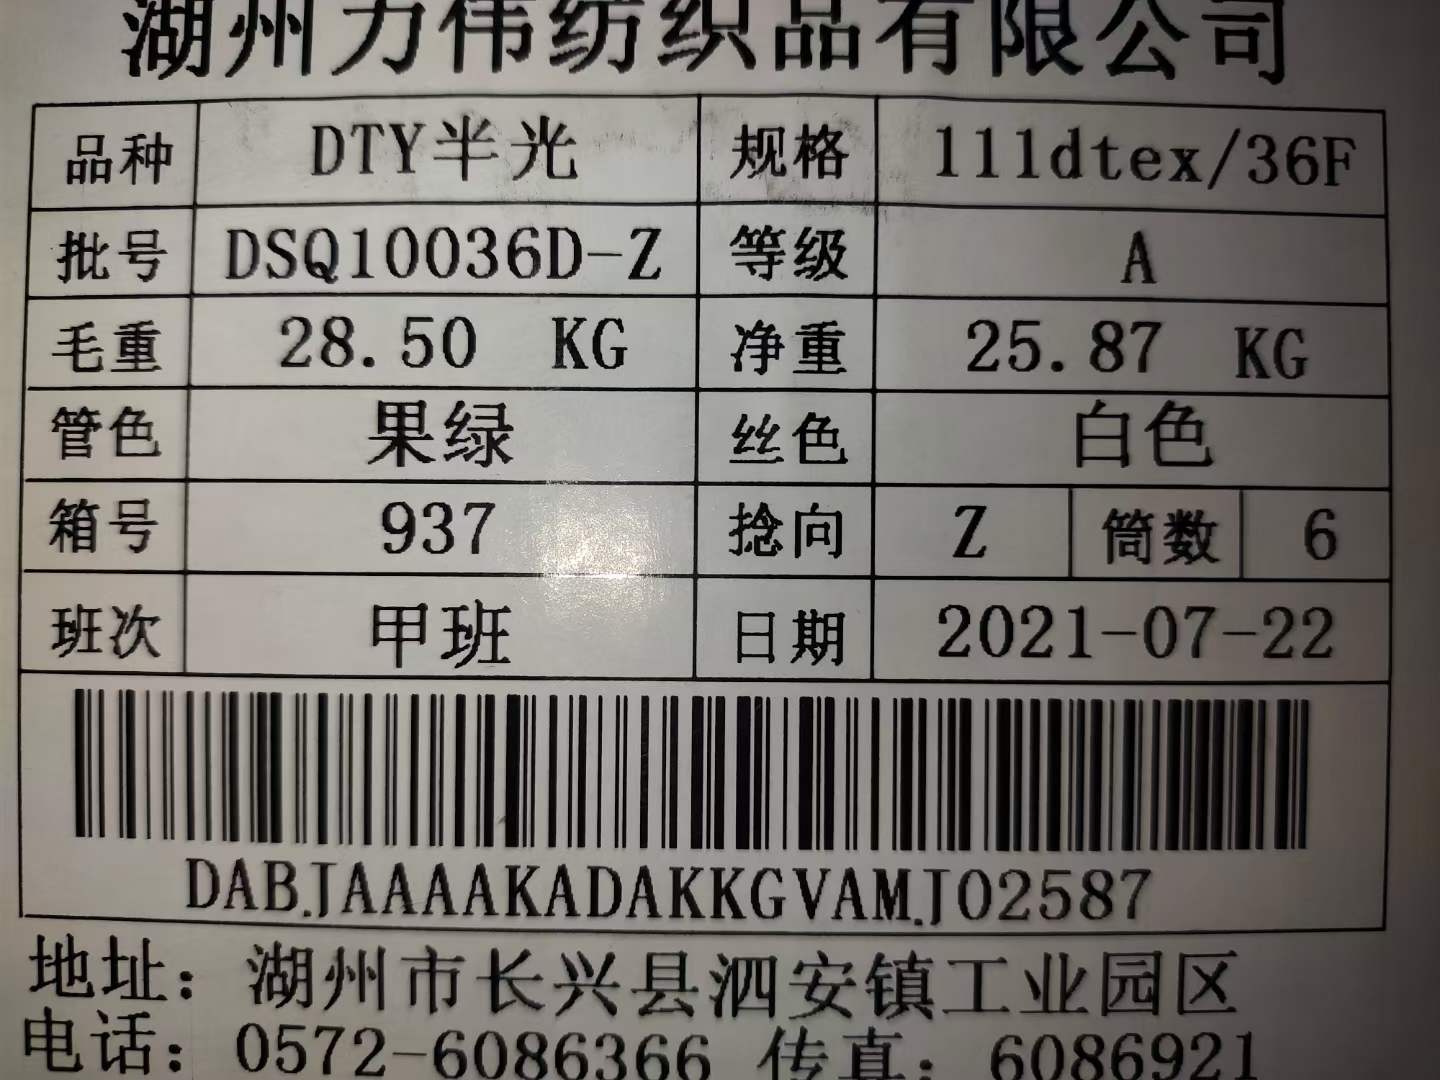 湖州力伟纺织品有限公司
品种 DTY半光 规格 111dtex/36F
批号 DSQ10036D-Z 等级 A
毛重 28.50 KG 净重 25.87 KG
管色 果绿 丝色 白色
箱号 937 捻向 Z 筒数 6
班次 甲班 日期 2021-07-22
DABJAAAAKADAKKGVAMJ02587
地址：湖州市长兴县泗安镇工业园区
电话：0572-6086366 传真：6086921